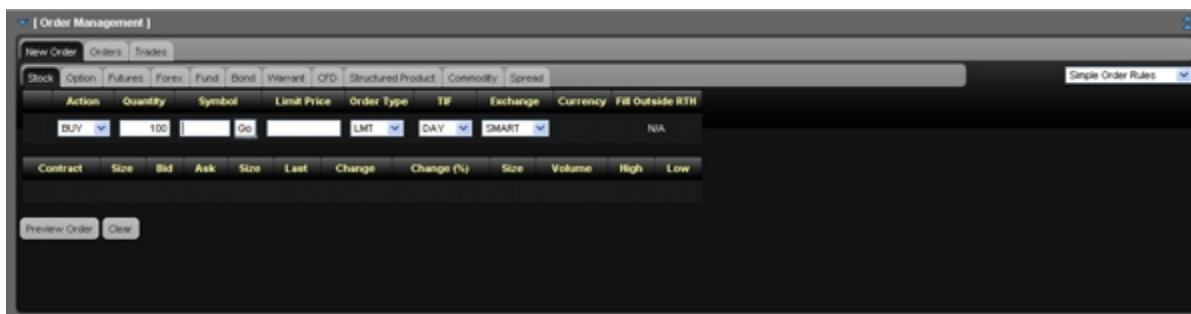 [ Order Management ]
New Order Orders Trades
Stock Option Futures Forex Fund Bond Warrant CFD Structured Product Commodity Spread Simple Order Rules
Action Quantity Symbol Limit Price Order Type TIF Exchange Currency Fill Outside RTH
BUY 100 Go LMT DAY SMART N/A
Contract Size Bid Ask Size Last Change Change (%) Size Volume High Low
Preview Order Clear